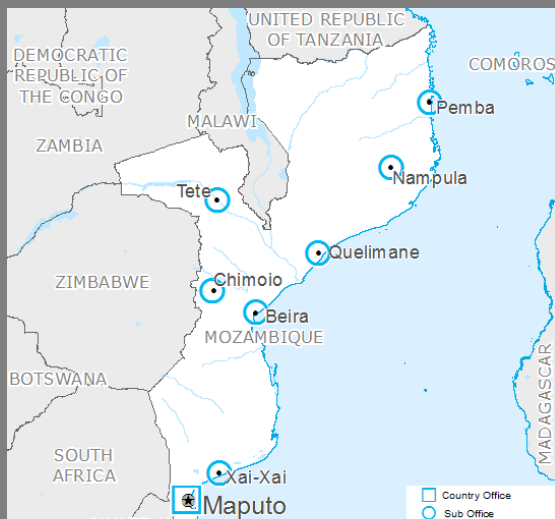 UNITED REPUBLIC
OF TANZANIA
DEMOCRATIC
REPUBLIC OF
THE CONGO
COMOROS
Pemba
MALAWI
ZAMBIA
Nampula
Tete
Quelimane
ZIMBABWE
Chimoio
Beira
MOZAMBIQUE
BOTSWANA
MADAGASCAR
SOUTH
AFRICA
Xai-Xai
Maputo
Country Office
Sub Office